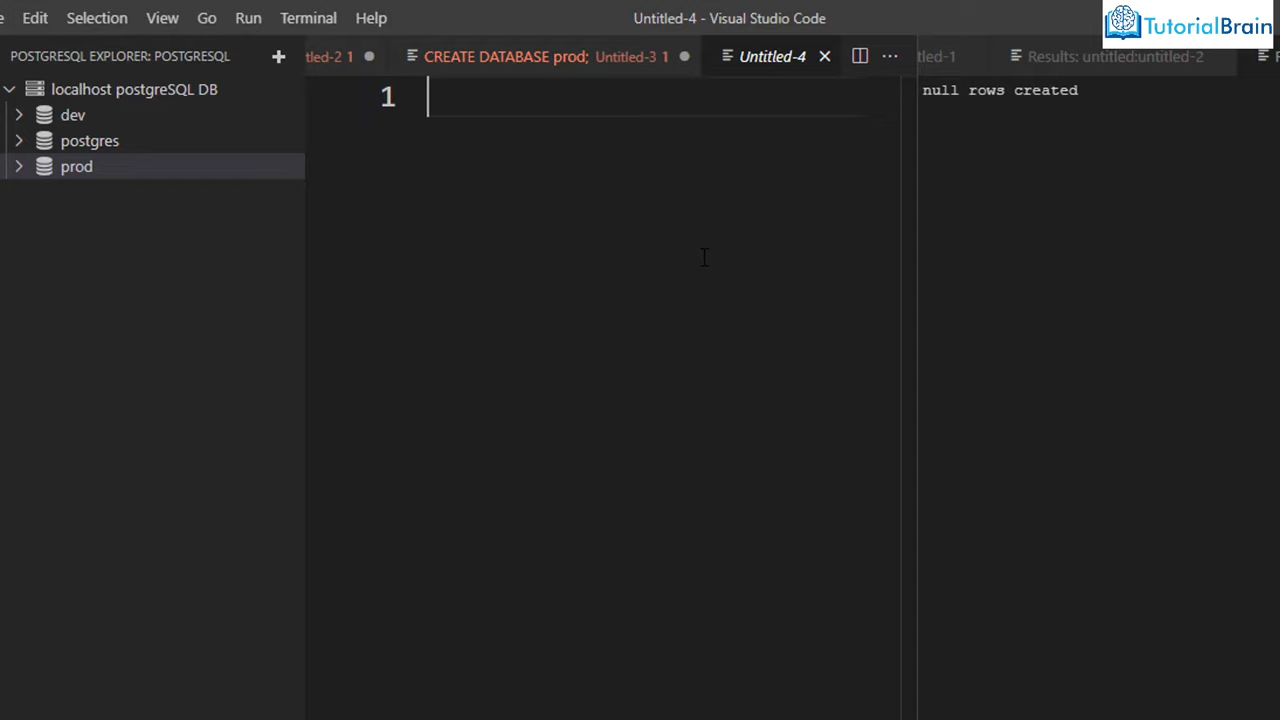 Edit Selection View Go Run Terminal Help
Untitled-4 - Visual Studio Code
TutorialBrain
POSTGRESQL EXPLORER: POSTGRESQL
localhost postgreSQL DB
dev
postgres
prod
tled-2 1
CREATE DATABASE prod; Untitled-3 1
Untitled-4
tled-1
Results: untitled:untitled-2
1
null rows created